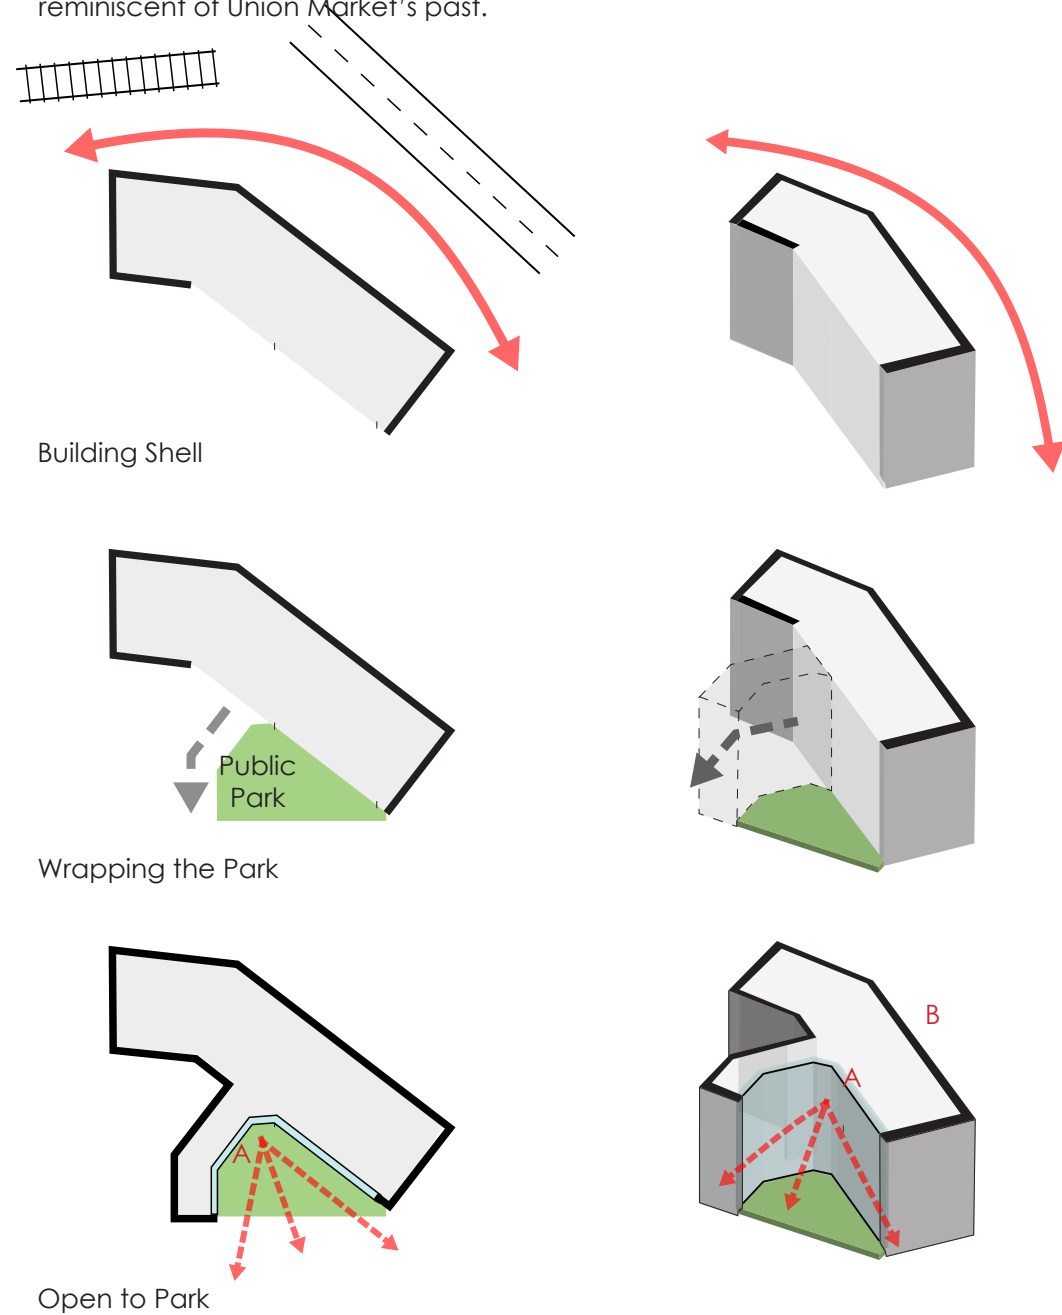 reminiscent of Union Market's past.
Building Shell
Public
Park
Wrapping the Park
B
A
A
Open to Park